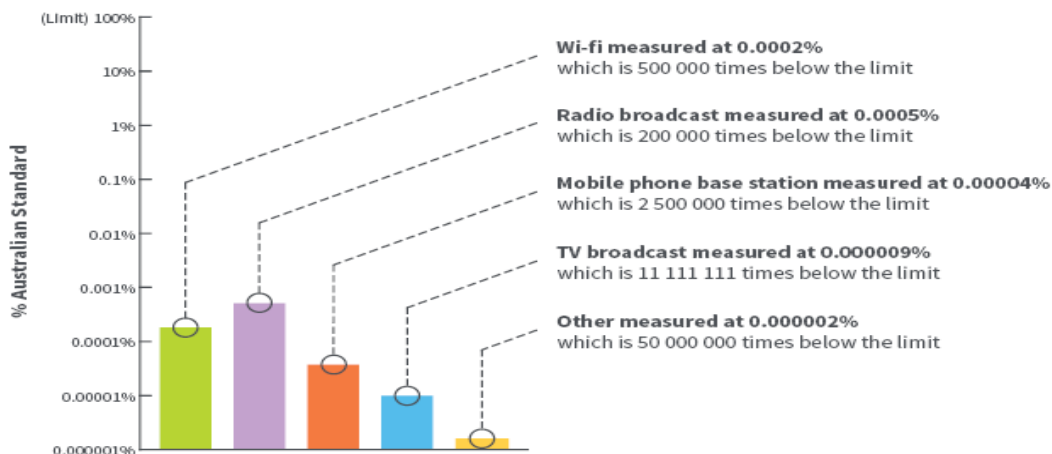 (Limit) 100%
10%
1%
0.1%
0.01%
0.001%
0.0001%
0.00001%
0.000001%
% Australian Standard
Wi-fi measured at 0.0002%
which is 500 000 times below the limit
Radio broadcast measured at 0.0005%
which is 200 000 times below the limit
Mobile phone base station measured at 0.00004%
which is 2 500 000 times below the limit
TV broadcast measured at 0.000009%
which is 11 111 111 times below the limit
Other measured at 0.000002%
which is 50 000 000 times below the limit